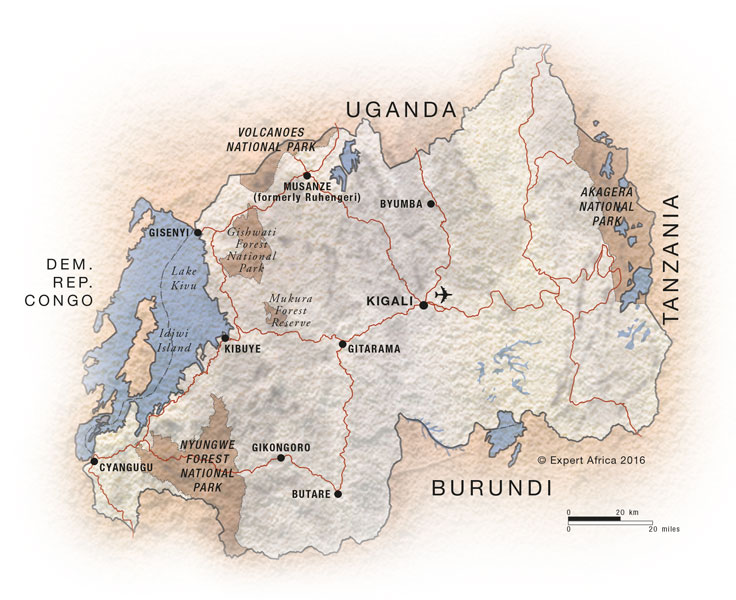 UGANDA
VOLCANOES
NATIONAL PARK
MUSANZE
(formerly Ruhengeri)
BYUMBA
AKAGERA
NATIONAL
PARK
TANZANIA
GISENYI
Gishwati
Forest
National
Park
DEM.
REP.
CONGO
Lake
Kivu
Mukura
Forest
Reserve
KIGALI
Idjwi
Island
KIBUYE
GITARAMA
NYUNGWE
FOREST
NATIONAL
PARK
GIKONGORO
CYANGUGU
BUTARE
BURUNDI
© Expert Africa 2016
0 20 km
0 20 miles